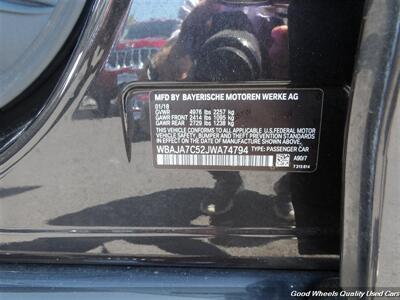 MFD BY BAYERISCHE MOTOREN WERKE AG
01/18
GVWR 4976 lbs 2257 kg
GAWR FRONT 2414 lbs 1095 kg
GAWR REAR 2729 lbs 1238 kg
THIS VEHICLE CONFORMS TO ALL APPLICABLE U.S. FEDERAL MOTOR
VEHICLE SAFETY, BUMPER AND THEFT PREVENTION STANDARDS
IN EFFECT ON THE DATE OF MANUFACTURE SHOWN ABOVE.
WBAJA7C52JWA74794 TYPE: PASSENGER CAR
A90/7
© Good Wheels Quality Used Cars